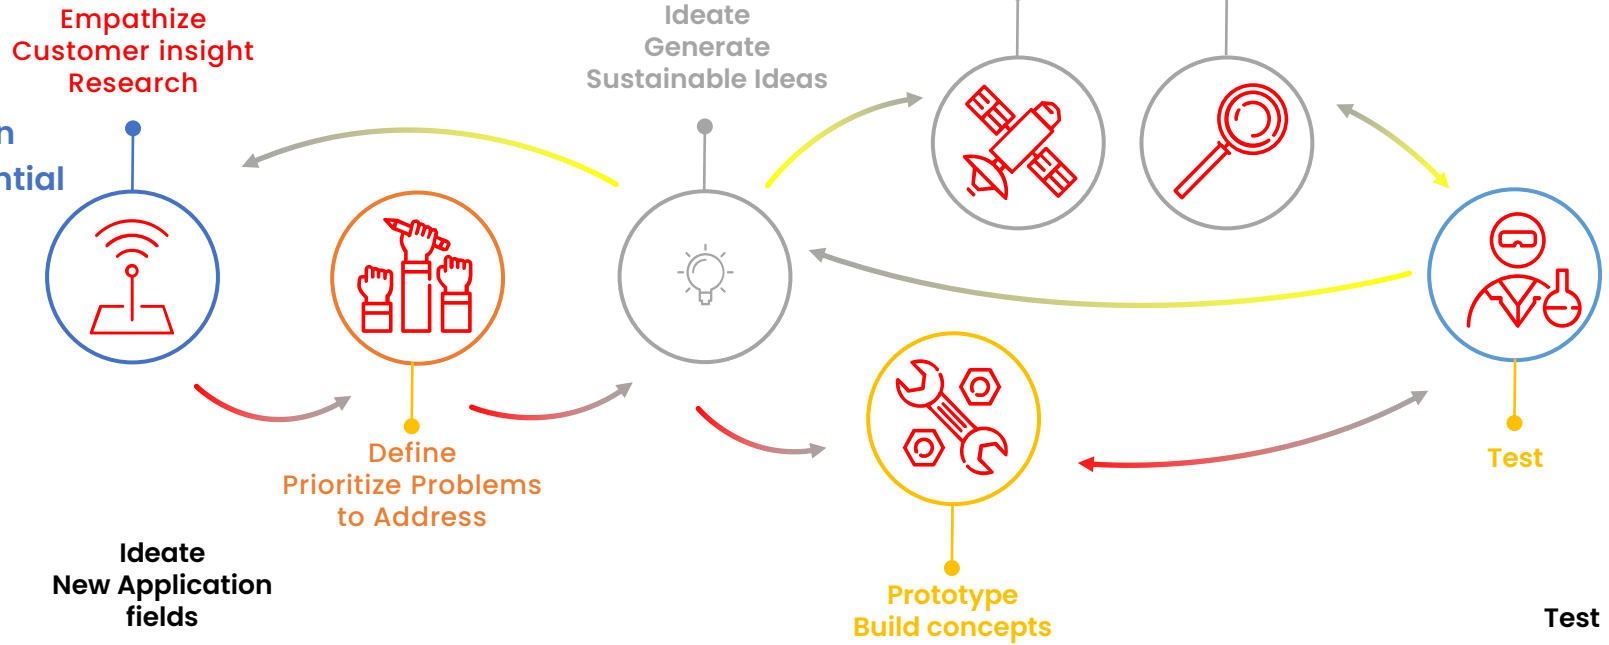 Empathize
Customer insight
Research
Ideate
Generate
Sustainable Ideas
Define
Prioritize Problems
to Address
Test
Ideate
New Application
fields
Prototype
Build concepts
Test